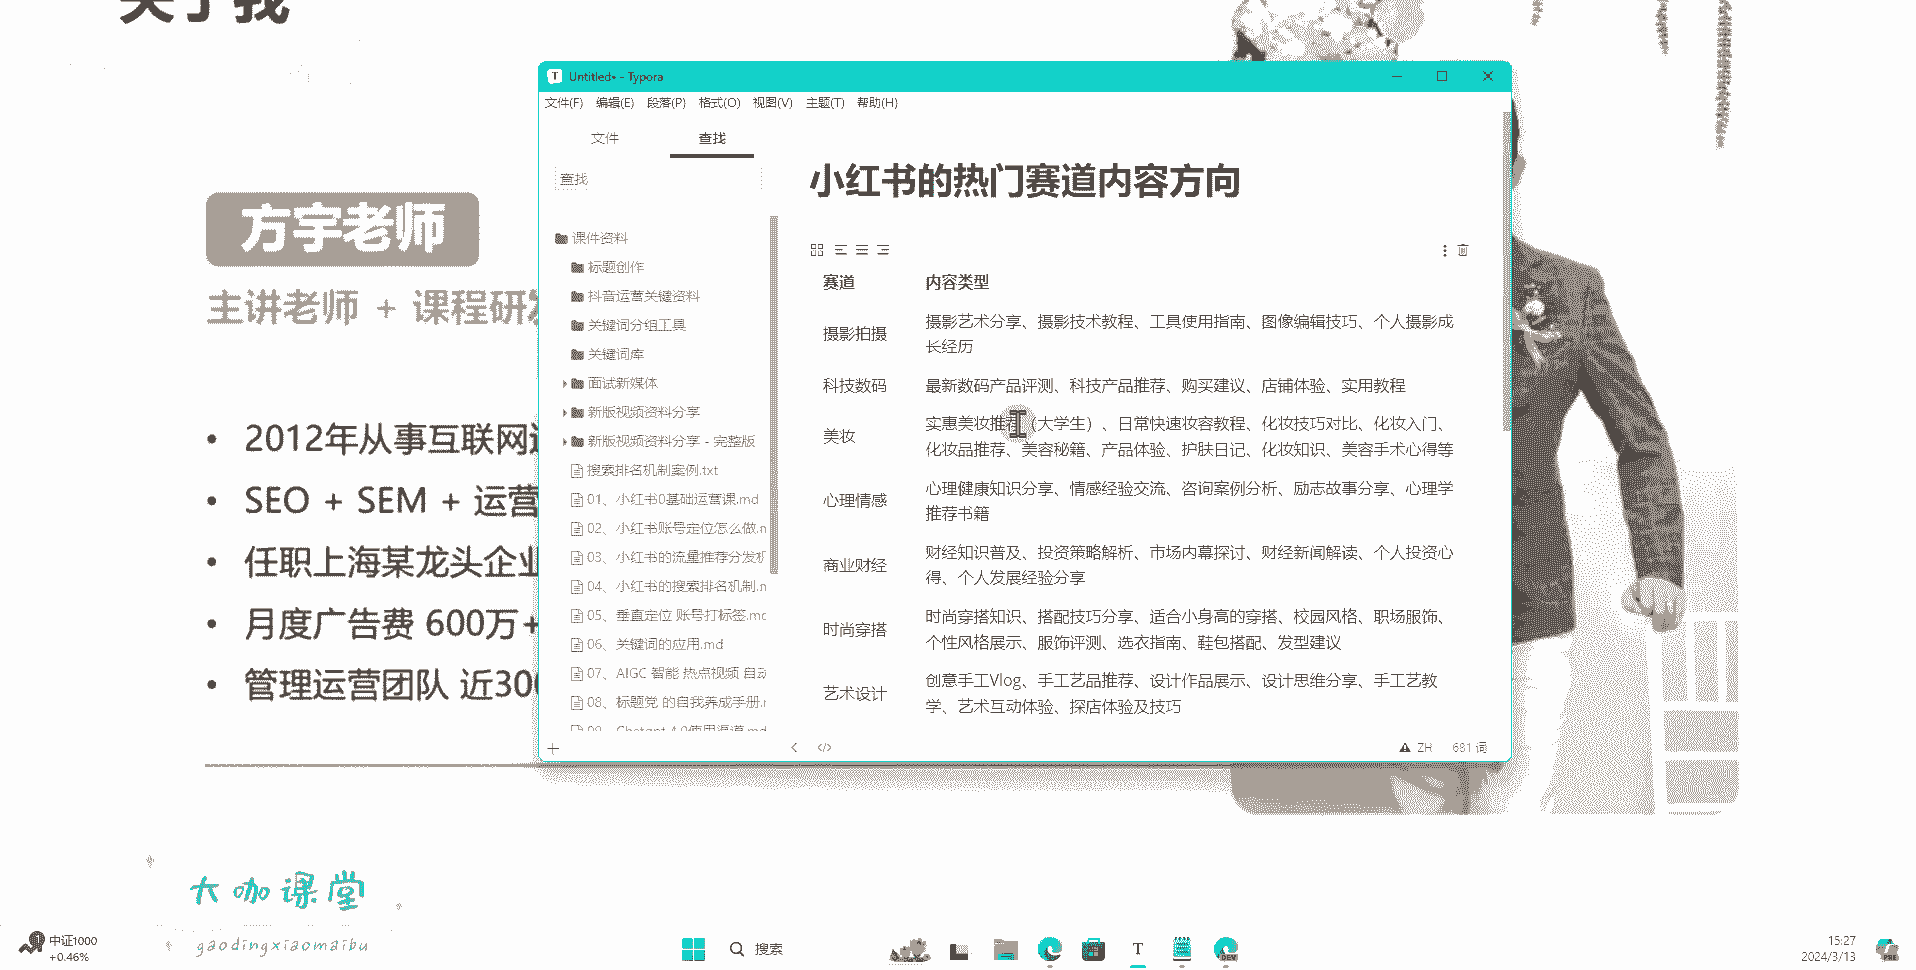 关于我
方宇老师
主讲老师 + 课程研发
2012年从事互联网
SEO + SEM + 运营
任职上海某龙头企业
月度广告费 600万+
管理运营团队 近300
大咖课堂
gaodingxiaomaibu
Untitled• - Typora
文件(F) 编辑(E) 段落(P) 格式(O) 视图(V) 主题(T) 帮助(H)
文件 查找
查找
课件资料
标题创作
抖音运营关键资料
关键词分组工具
关键词库
面试新媒体
新版视频资料分享
新版视频资料分享 - 完整版
搜索排名机制案例.txt
01、小红书0基础运营课.md
02、小红书账号定位怎么做.m
03、小红书的流量推荐分发机
04、小红书的搜索排名机制.m
05、垂直定位 账号打标签.md
06、关键词的应用.md
07、AIGC 智能 热点视频 自动
08、标题党 的自我养成手册.m
09、Chatgpt 4.0使用渠道.md
小红书的热门赛道内容方向
赛道 内容类型
摄影拍摄 摄影艺术分享、摄影技术教程、工具使用指南、图像编辑技巧、个人摄影成
长经历
科技数码 最新数码产品评测、科技产品推荐、购买建议、店铺体验、实用教程
美妆 实惠美妆推荐（大学生）、日常快速妆容教程、化妆技巧对比、化妆入门、
化妆品推荐、美容秘籍、产品体验、护肤日记、化妆知识、美容手术心得等
心理情感 心理健康知识分享、情感经验交流、咨询案例分析、励志故事分享、心理学
推荐书籍
商业财经 财经知识普及、投资策略解析、市场内幕探讨、财经新闻解读、个人投资心
得、个人发展经验分享
时尚穿搭 时尚穿搭知识、搭配技巧分享、适合小身高的穿搭、校园风格、职场服饰、
个性风格展示、服饰评测、选衣指南、鞋包搭配、发型建议
艺术设计 创意手工Vlog、手工艺品推荐、设计作品展示、设计思维分享、手工艺教
学、艺术互动体验、探店体验及技巧
ZH 681 词
中证1000
+0.46%
搜索
T
DEV
15:27
2024/3/13
PRE